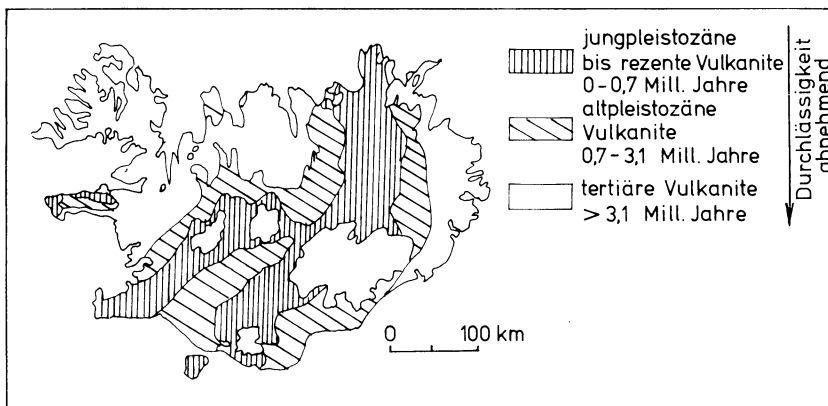 jungpleistozäne
bis rezente Vulkanite
0–0,7 Mill. Jahre
altpleistozäne
Vulkanite
0,7–3,1 Mill. Jahre
tertiäre Vulkanite
> 3,1 Mill. Jahre
Durchlässigkeit
abnehmend
0 100 km